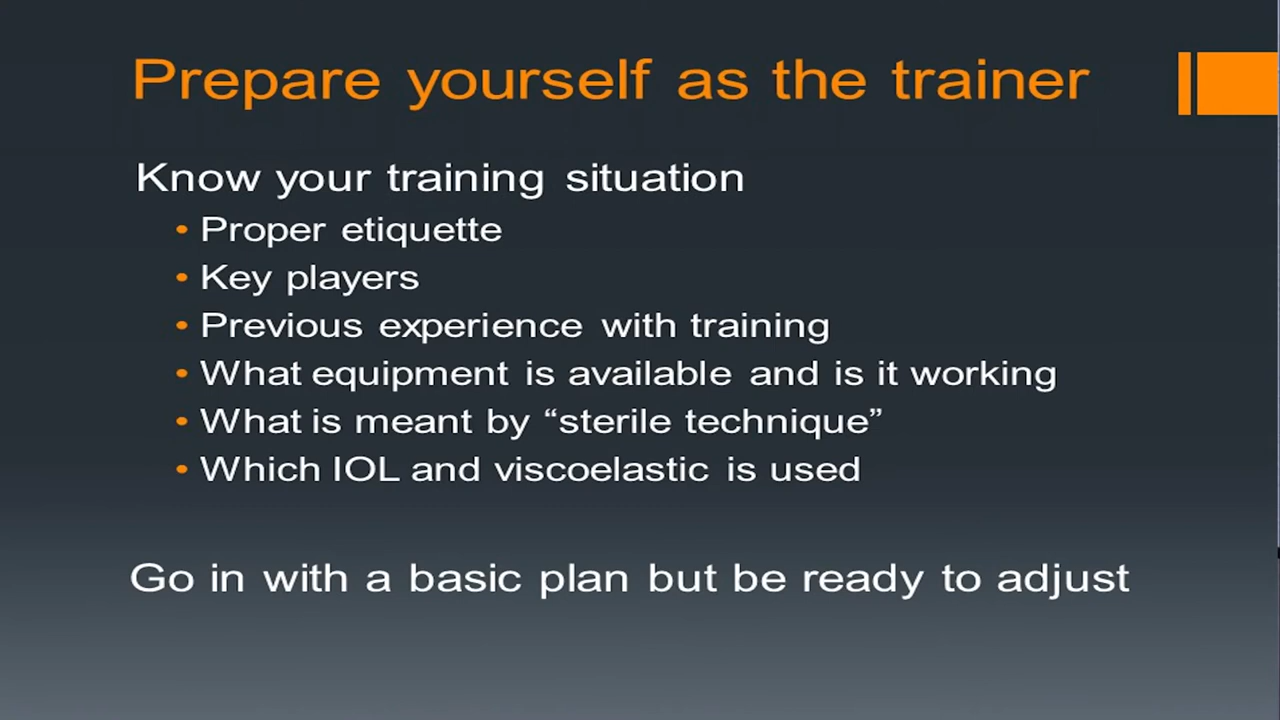 Prepare yourself as the trainer
Know your training situation
• Proper etiquette
• Key players
• Previous experience with training
• What equipment is available and is it working
• What is meant by “sterile technique”
• Which IOL and viscoelastic is used
Go in with a basic plan but be ready to adjust